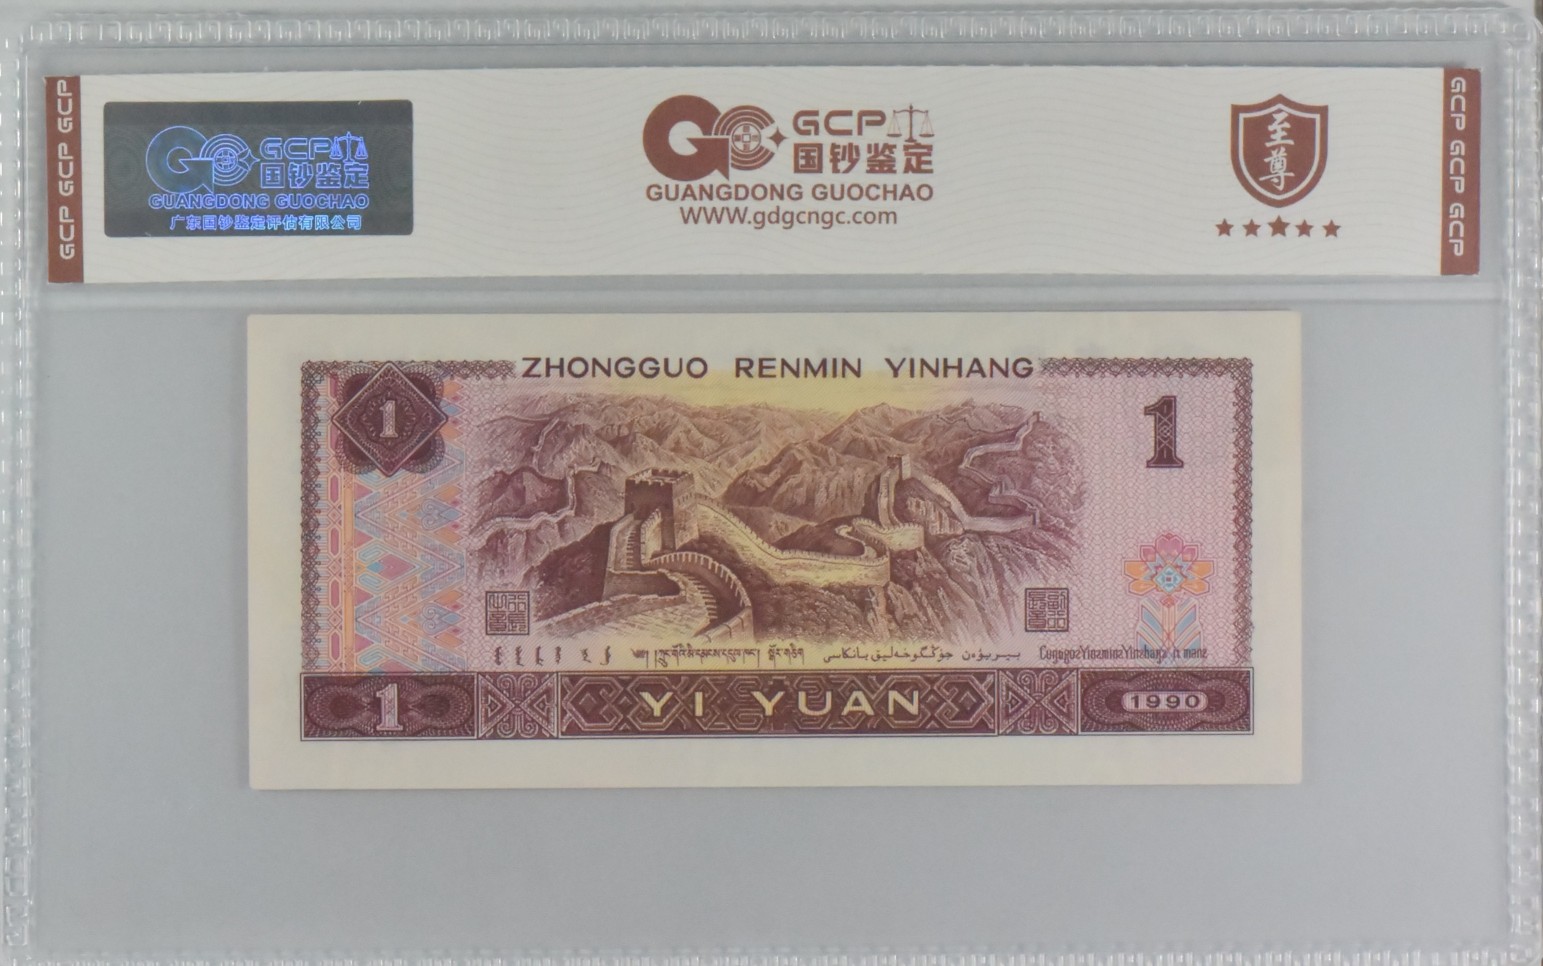 GCP GCP GCP
GCP
国钞鉴定
GUANGDONG GUOCHAO
广东国钞鉴定评估有限公司
GCP
国钞鉴定
GUANGDONG GUOCHAO
WWW.gdgcngc.com
至尊
GCP GCP GCP
ZHONGGUO RENMIN YINHANG
1
1
1
YI YUAN
1990